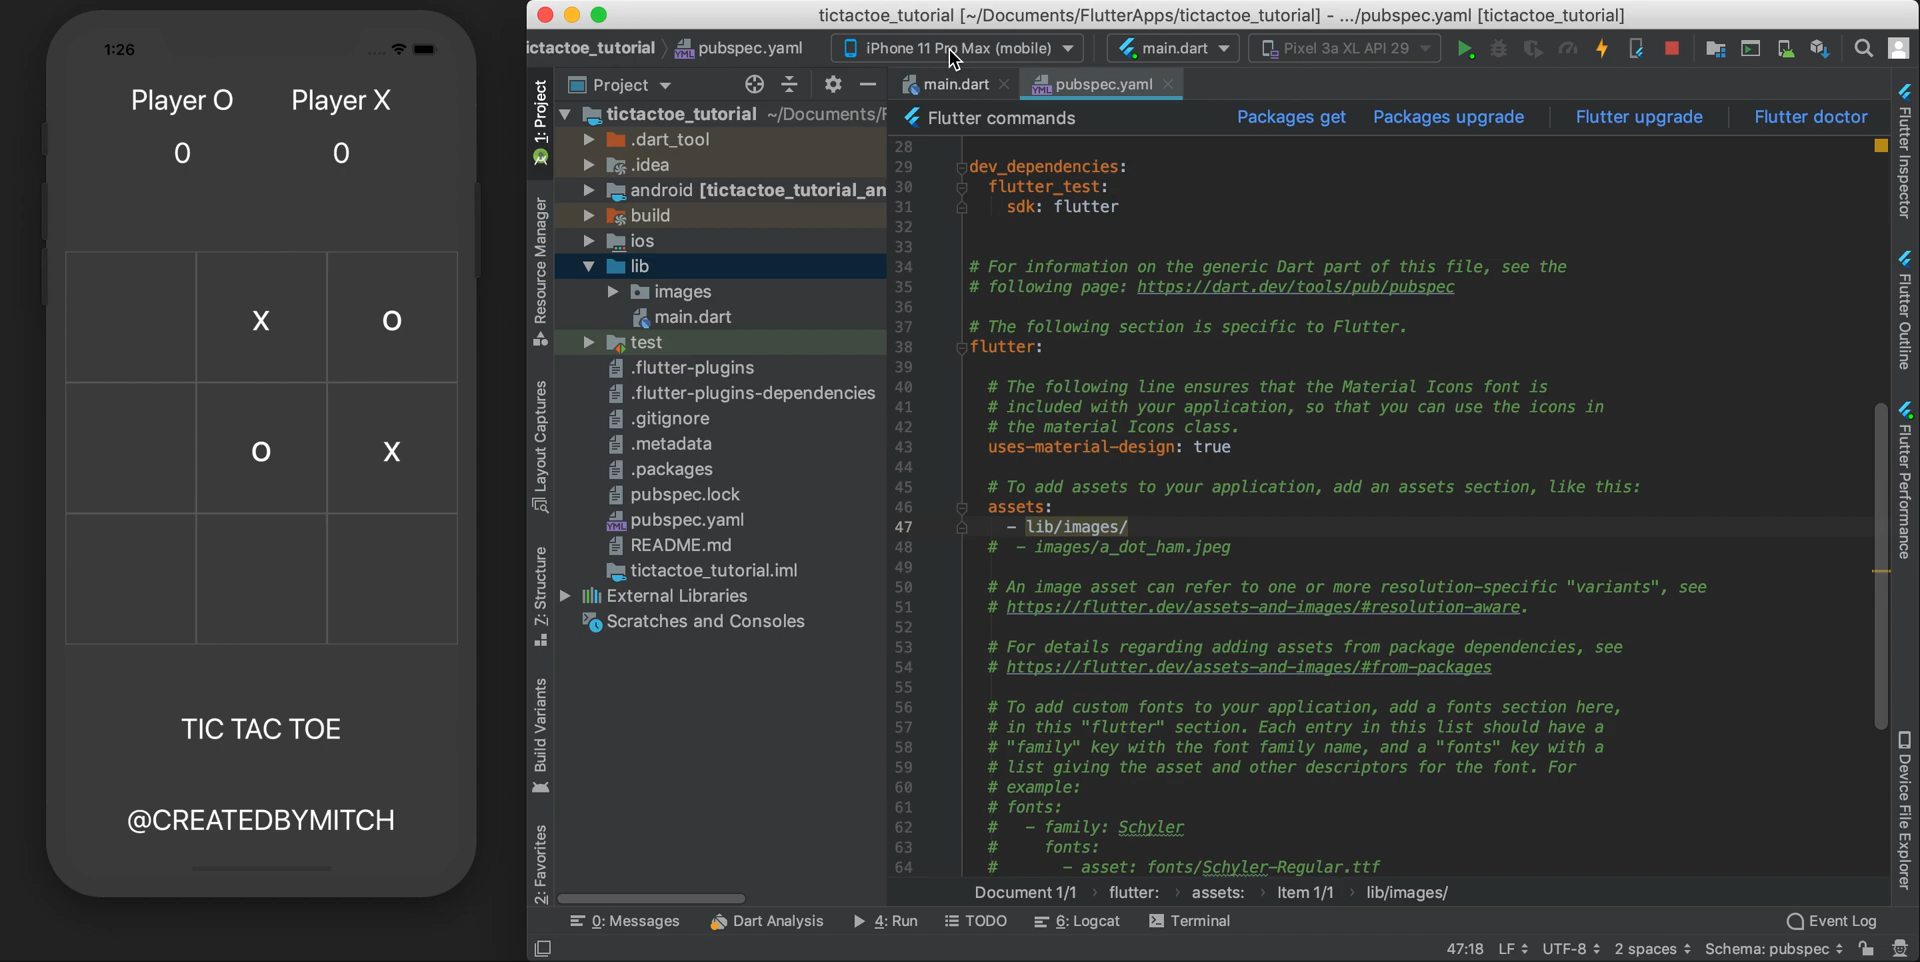 1:26
Player O Player X
0 0
X O
O X
TIC TAC TOE
@CREATEDBYMITCH
tictactoe_tutorial [~/Documents/FlutterApps/tictactoe_tutorial] - .../pubspec.yaml [tictactoe_tutorial]
ictactoe_tutorial pubspec.yaml iPhone 11 Pro Max (mobile) main.dart Pixel 3a XL API 29
1: Project
Resource Manager
Layout Captures
Z: Structure
Build Variants
2: Favorites
Project
tictactoe_tutorial ~/Documents/F
.dart_tool
.idea
android [tictactoe_tutorial_an
build
ios
lib
images
main.dart
test
.flutter-plugins
.flutter-plugins-dependencies
.gitignore
.metadata
.packages
pubspec.lock
YML pubspec.yaml
README.md
tictactoe_tutorial.iml
External Libraries
Scratches and Consoles
main.dart pubspec.yaml
Flutter commands Packages get Packages upgrade Flutter upgrade Flutter doctor
28
29 dev_dependencies:
30 flutter_test:
31 sdk: flutter
32
33
34 # For information on the generic Dart part of this file, see the
35 # following page: https://dart.dev/tools/pub/pubspec
36
37 # The following section is specific to Flutter.
38 flutter:
39
40 # The following line ensures that the Material Icons font is
41 # included with your application, so that you can use the icons in
42 # the material Icons class.
43 uses-material-design: true
44
45 # To add assets to your application, add an assets section, like this:
46 assets:
47 - lib/images/
48 # - images/a_dot_ham.jpeg
49
50 # An image asset can refer to one or more resolution-specific "variants", see
51 # https://flutter.dev/assets-and-images/#resolution-aware.
52
53 # For details regarding adding assets from package dependencies, see
54 # https://flutter.dev/assets-and-images/#from-packages
55
56 # To add custom fonts to your application, add a fonts section here,
57 # in this "flutter" section. Each entry in this list should have a
58 # "family" key with the font family name, and a "fonts" key with a
59 # list giving the asset and other descriptors for the font. For
60 # example:
61 # fonts:
62 # - family: Schyler
63 # fonts:
64 # - asset: fonts/Schyler-Regular.ttf
Document 1/1 › flutter: › assets: › Item 1/1 › lib/images/
Flutter Inspector
Flutter Outline
Flutter Performance
Device File Explorer
0: Messages Dart Analysis 4: Run TODO 6: Logcat Terminal Event Log
47:18 LF UTF-8 2 spaces Schema: pubspec